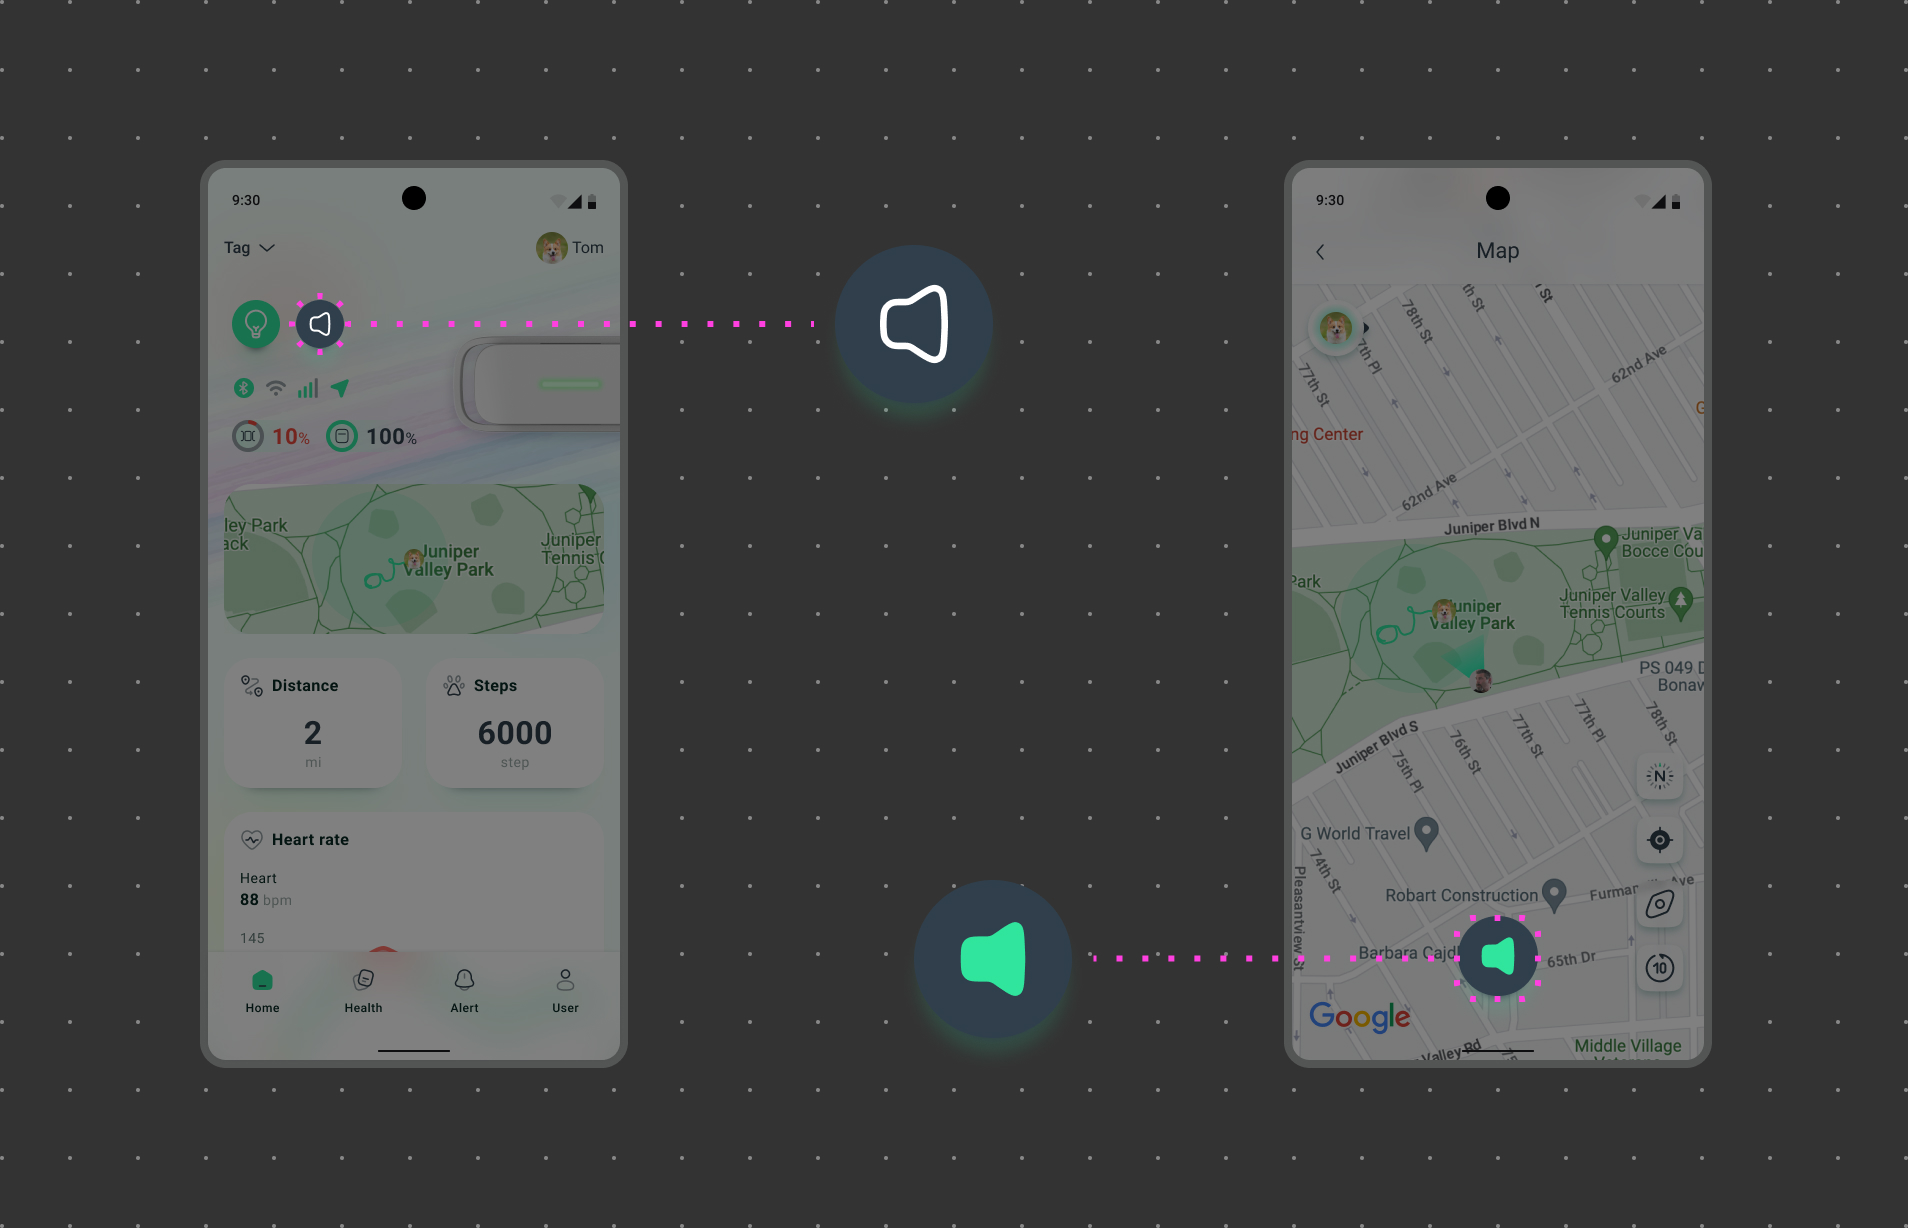 9:30
Tag
Tom
10%
100%
ley Park
ack
Juniper
Valley Park
Juniper
Tennis C
Distance
2
mi
Steps
6000
step
Heart rate
Heart
88 bpm
145
Home
Health
Alert
User
9:30
Map
th St
St
78th St
7th Pl
77th St
62nd Ave
G
ng Center
62nd Ave
Juniper Blvd N
Juniper Va
Bocce Cou
Park
Juniper Valley
Tennis Courts
Juniper
Valley Park
PS 049 D
Bonaw
Juniper Blvd S
75th Pl
76th St
77th St
77th Pl
78th St
N
G World Travel
74th St
Pleasantview St
Robart Construction
Furma
Ave
Barbara Cajd
65th Dr
10
Google
Valley Rd
Middle Village